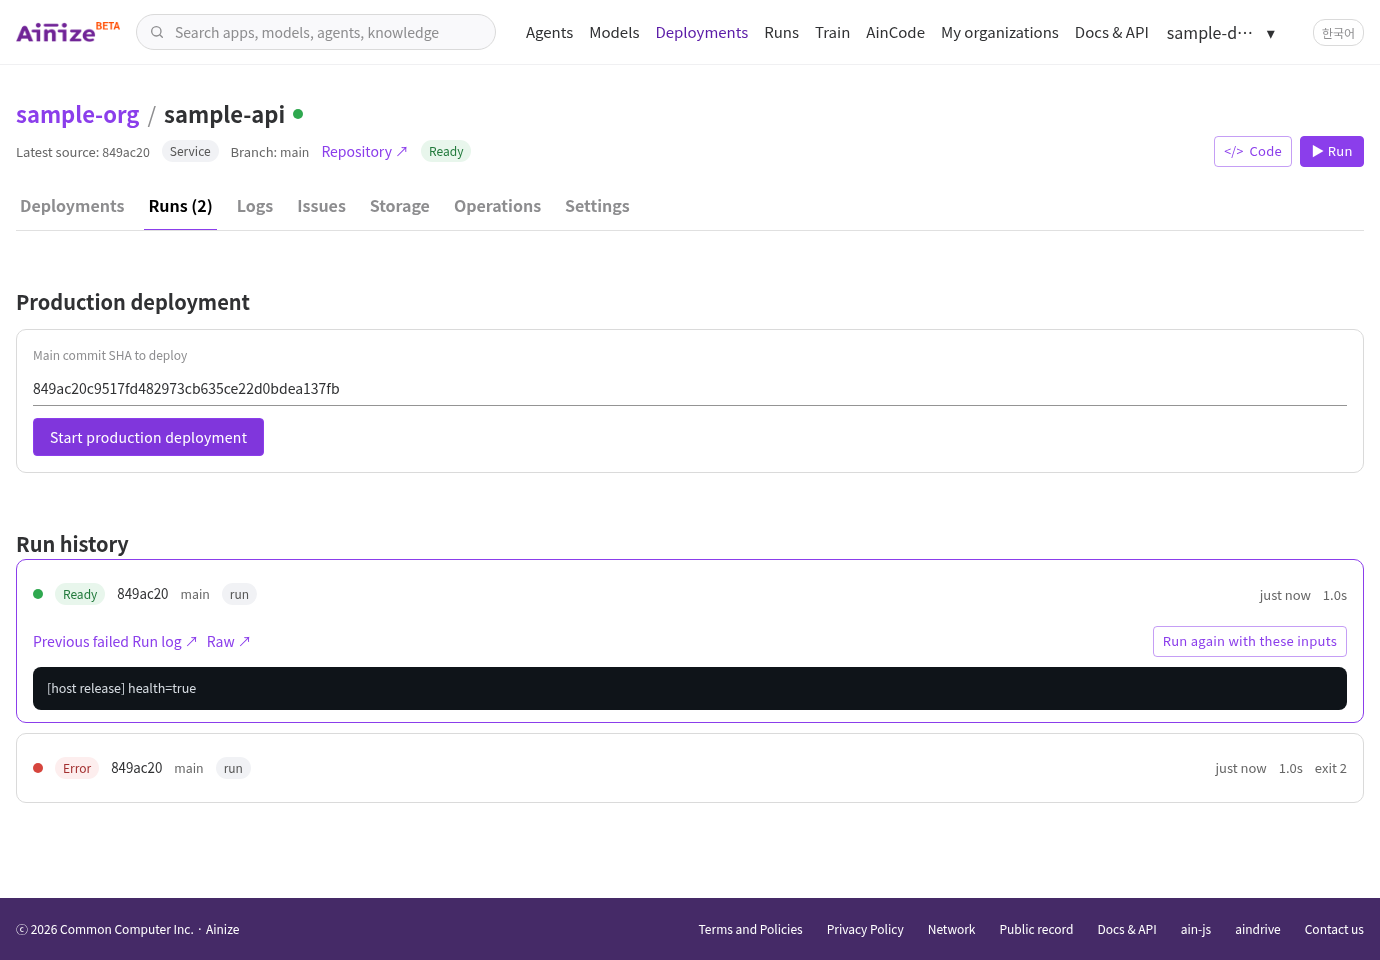 Ainize BETA
Search apps, models, agents, knowledge
Agents Models Deployments Runs Train AinCode My organizations Docs & API sample-d··· ▼ 한국어
sample-org / sample-api
Latest source: 849ac20 Service Branch: main Repository ↗ Ready </> Code ▶ Run
Deployments Runs (2) Logs Issues Storage Operations Settings
Production deployment
Main commit SHA to deploy
849ac20c9517fd482973cb635ce22d0bdea137fb
Start production deployment
Run history
Ready 849ac20 main run just now 1.0s
Previous failed Run log ↗ Raw ↗ Run again with these inputs
[host release] health=true
Error 849ac20 main run just now 1.0s exit 2
ⓒ 2026 Common Computer Inc. · Ainize Terms and Policies Privacy Policy Network Public record Docs & API ain-js aindrive Contact us